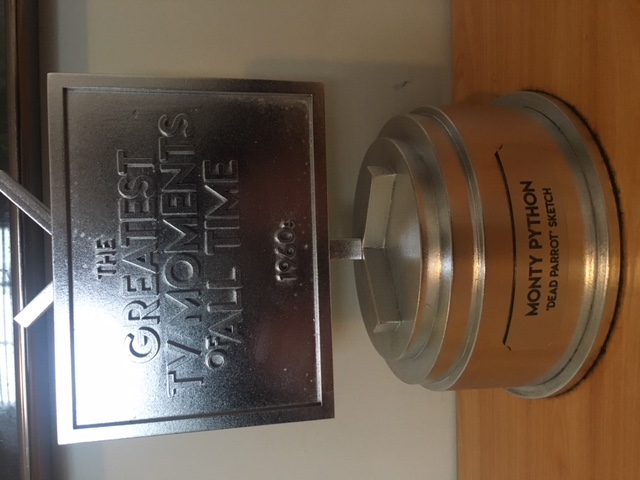 THE
GREATEST
TV MOMENTS
OF ALL TIME
1960s
MONTY PYTHON
'DEAD PARROT' SKETCH